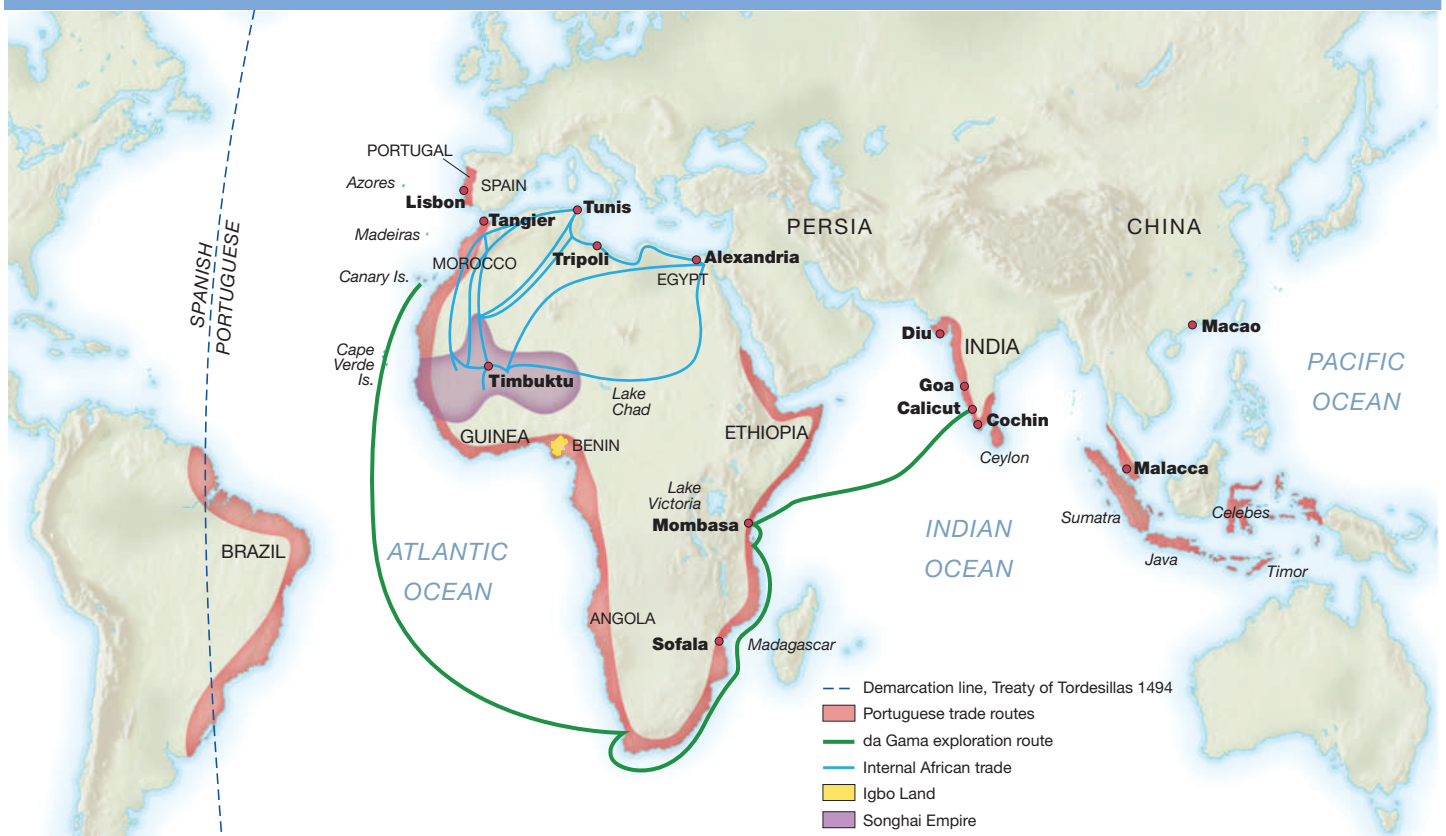 PORTUGAL
Azores
SPAIN
Lisbon
Tunis
Tangier
Madeiras
PERSIA
CHINA
Tripoli
Alexandria
MOROCCO
Canary Is.
EGYPT
SPANISH
PORTUGUESE
Macao
Diu
INDIA
Cape
Verde
Is.
PACIFIC
OCEAN
Timbuktu
Lake
Chad
Goa
Calicut
Cochin
GUINEA
BENIN
ETHIOPIA
Ceylon
Malacca
Lake
Victoria
Mombasa
Sumatra
Celebes
INDIAN
OCEAN
BRAZIL
ATLANTIC
OCEAN
Java
Timor
ANGOLA
Sofala
Madagascar
Demarcation line, Treaty of Tordesillas 1494
Portuguese trade routes
da Gama exploration route
Internal African trade
Igbo Land
Songhai Empire